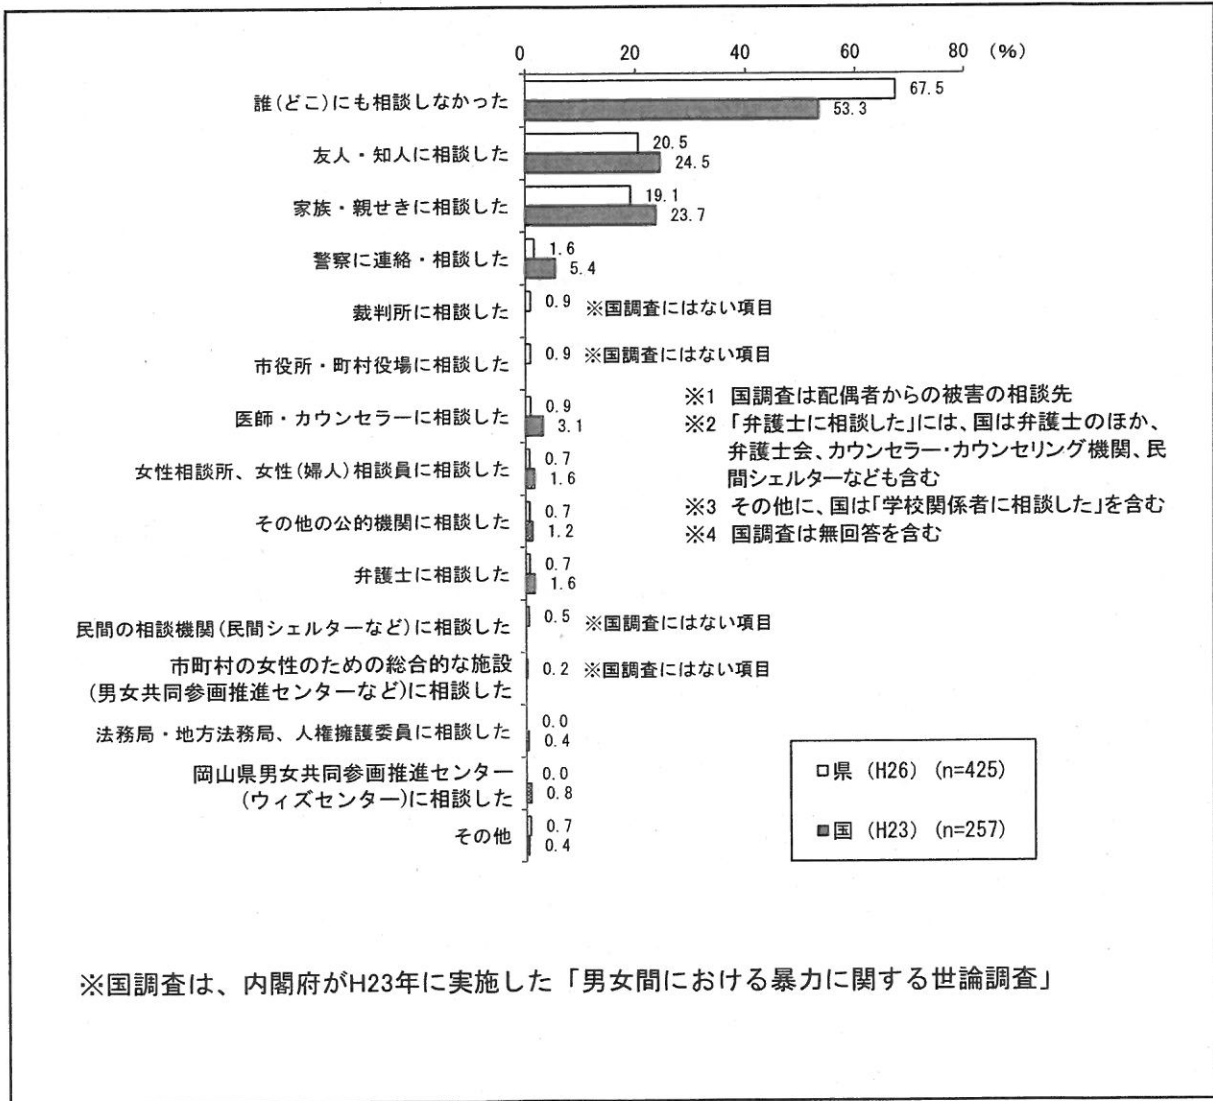 0 20 40 60 80 (%)
誰(どこ)にも相談しなかった 67.5
53.3
友人・知人に相談した 20.5
24.5
家族・親せきに相談した 19.1
23.7
警察に連絡・相談した 1.6
5.4
裁判所に相談した 0.9 ※国調査にはない項目
市役所・町村役場に相談した 0.9 ※国調査にはない項目
医師・カウンセラーに相談した 0.9
3.1
女性相談所、女性(婦人)相談員に相談した 0.7
1.6
その他の公的機関に相談した 0.7
1.2
弁護士に相談した 0.7
1.6
民間の相談機関(民間シェルターなど)に相談した 0.5 ※国調査にはない項目
市町村の女性のための総合的な施設
(男女共同参画推進センターなど)に相談した 0.2 ※国調査にはない項目
法務局・地方法務局、人権擁護委員に相談した 0.0
0.4
岡山県男女共同参画推進センター
(ウィズセンター)に相談した 0.0
0.8
その他 0.7
0.4
※1 国調査は配偶者からの被害の相談先
※2 「弁護士に相談した」には、国は弁護士のほか、
弁護士会、カウンセラー・カウンセリング機関、民
間シェルターなども含む
※3 その他に、国は「学校関係者に相談した」を含む
※4 国調査は無回答を含む
県 (H26) (n=425)
国 (H23) (n=257)
※国調査は、内閣府がH23年に実施した「男女間における暴力に関する世論調査」